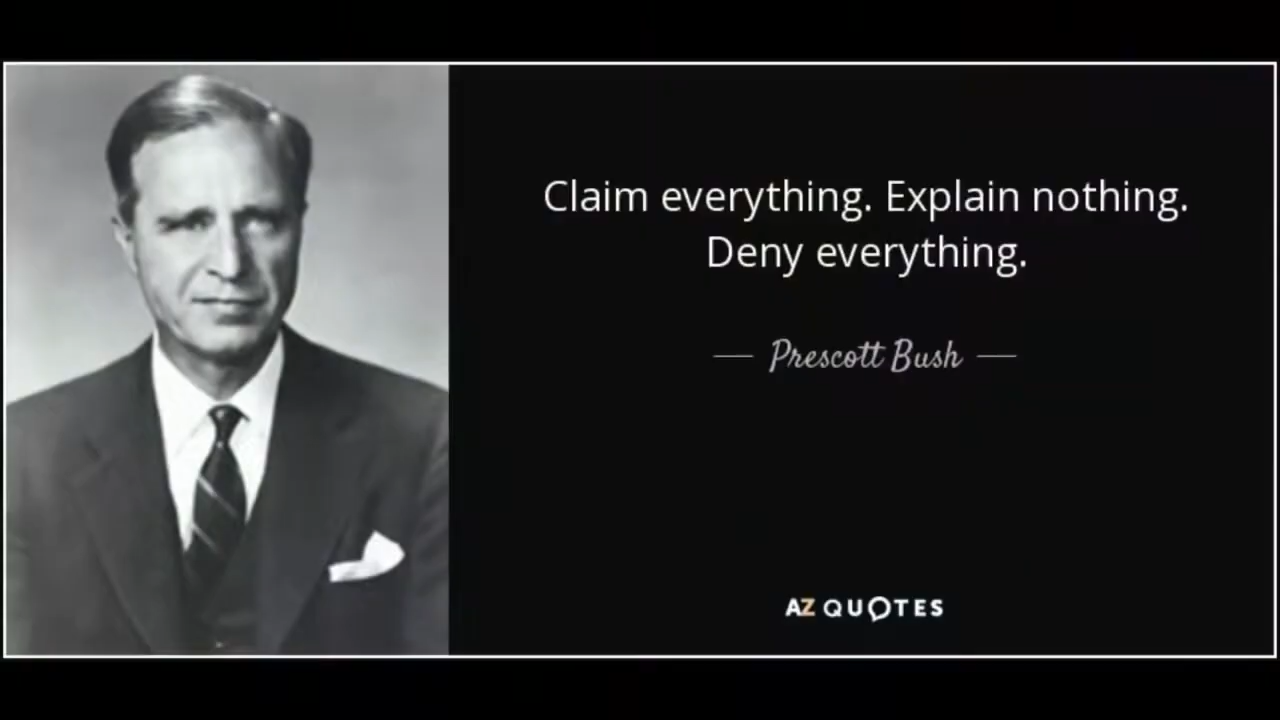 Claim everything. Explain nothing.
Deny everything.
— Prescott Bush —
AZ QUOTES